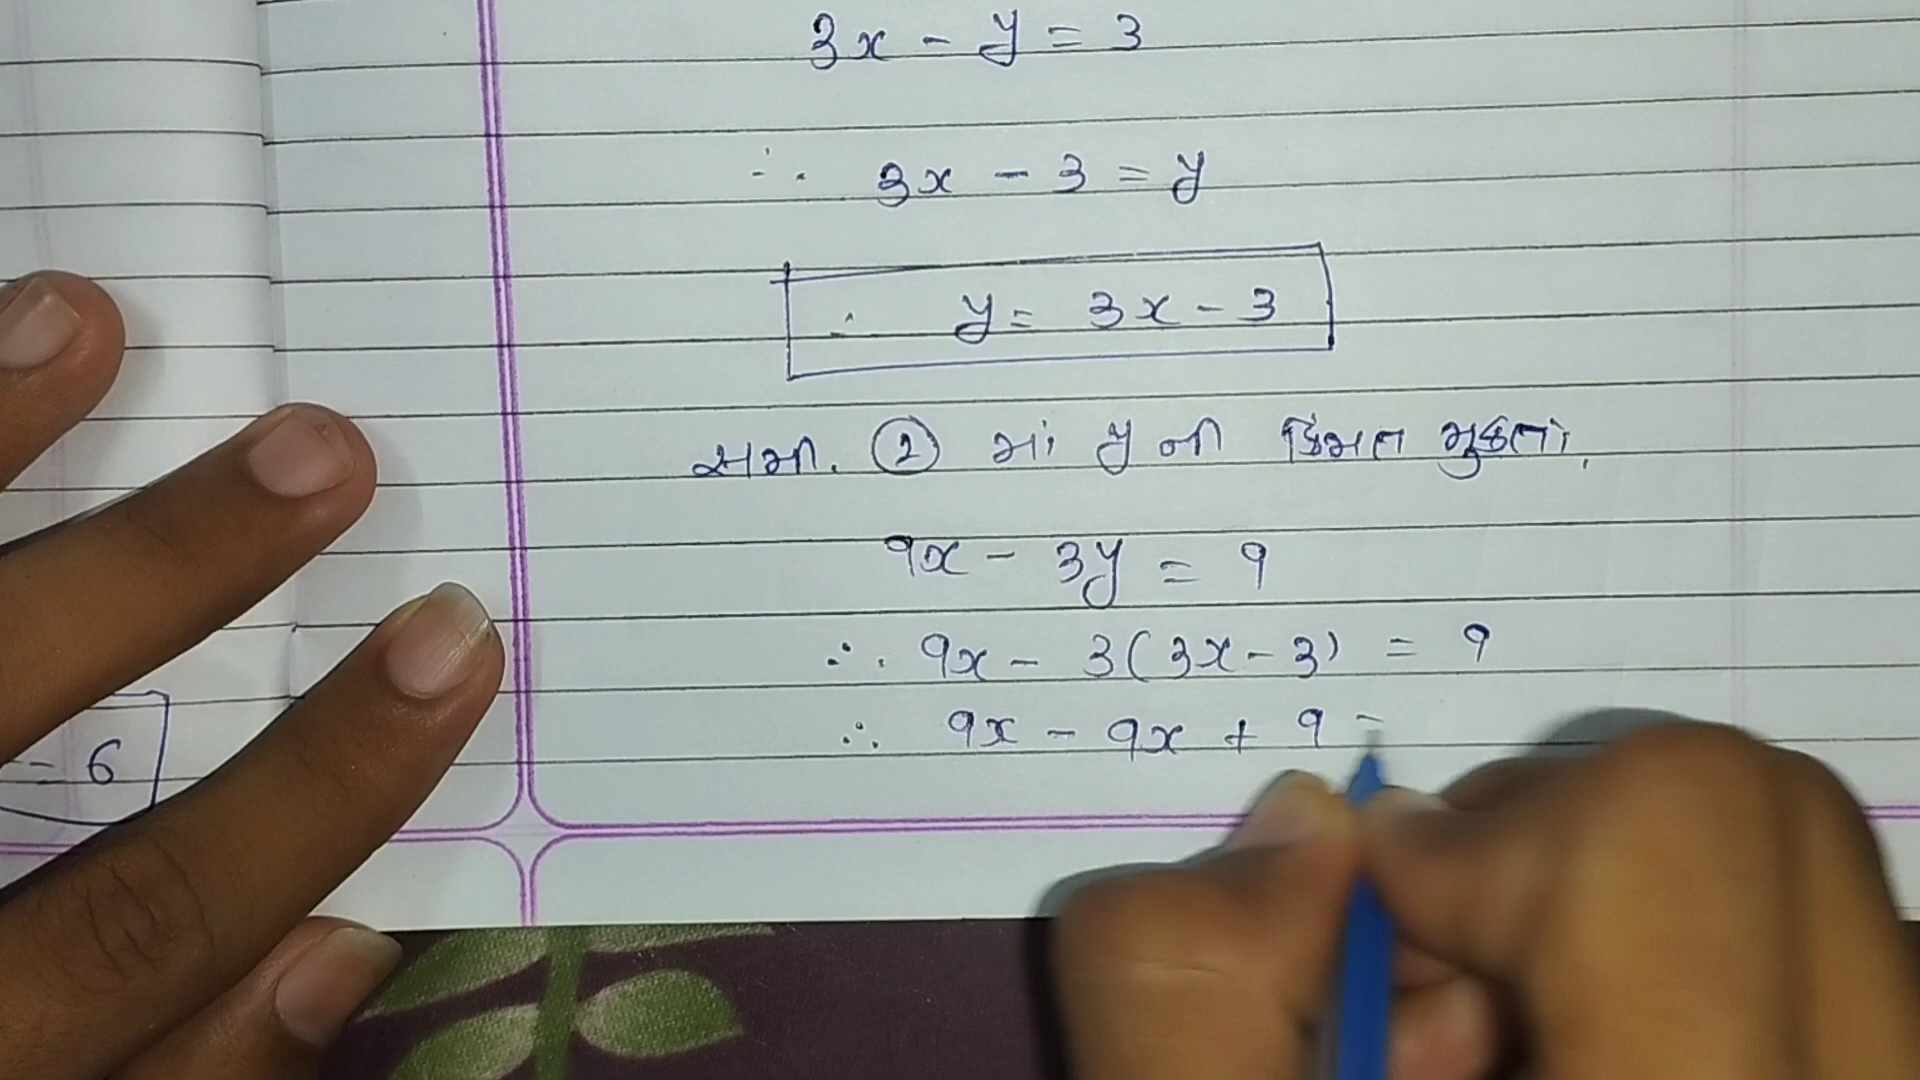 3x - y = 3
∴ 3x - 3 = y
∴ y = 3x - 3
સમી. ② માં y ની કિંમત મુકતાં,
9x - 3y = 9
∴ 9x - 3(3x - 3) = 9
∴ 9x - 9x + 9 =
= 6